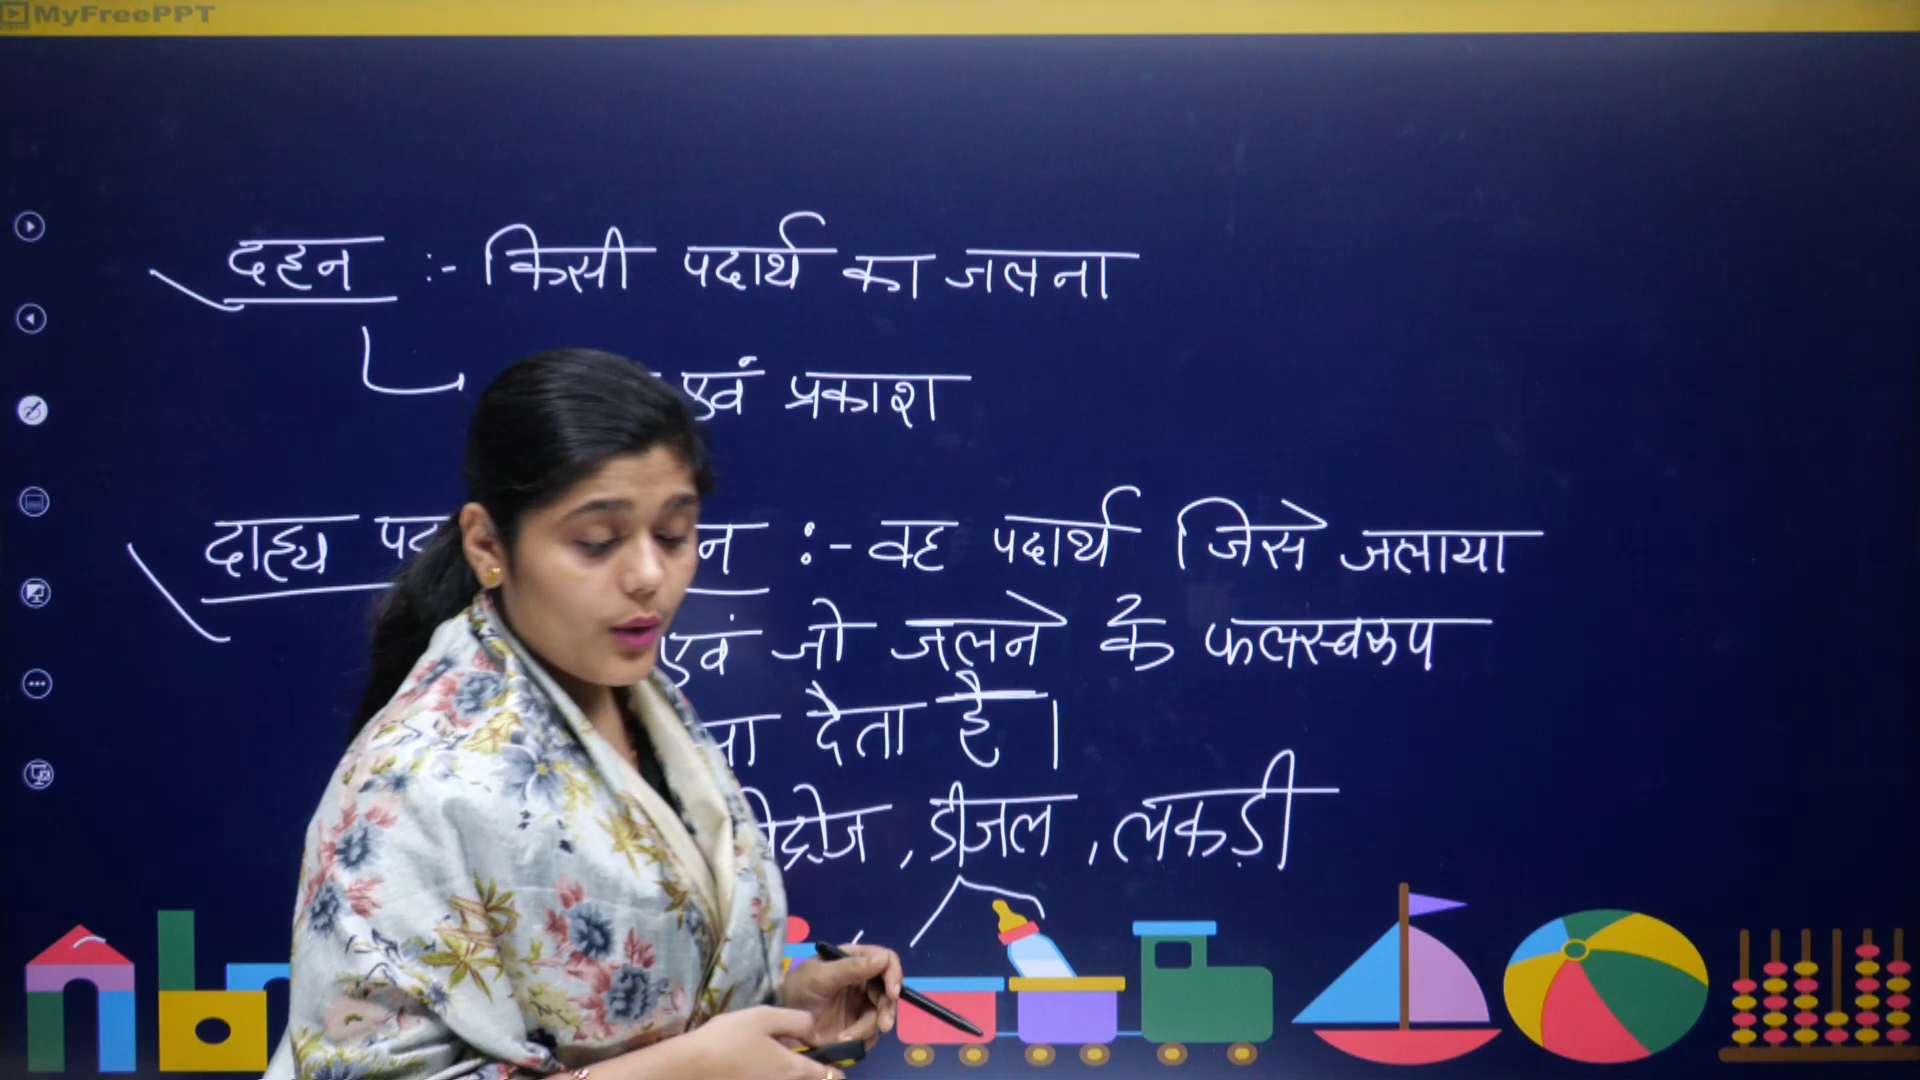 MyFreePPT
दहन :- किसी पदार्थ का जलना
एवं प्रकाश
दाह्य :- वह पदार्थ जिसे जलाया
एवं जो जलने के फलस्वरूप
देता है।
, डीजल, लकड़ी